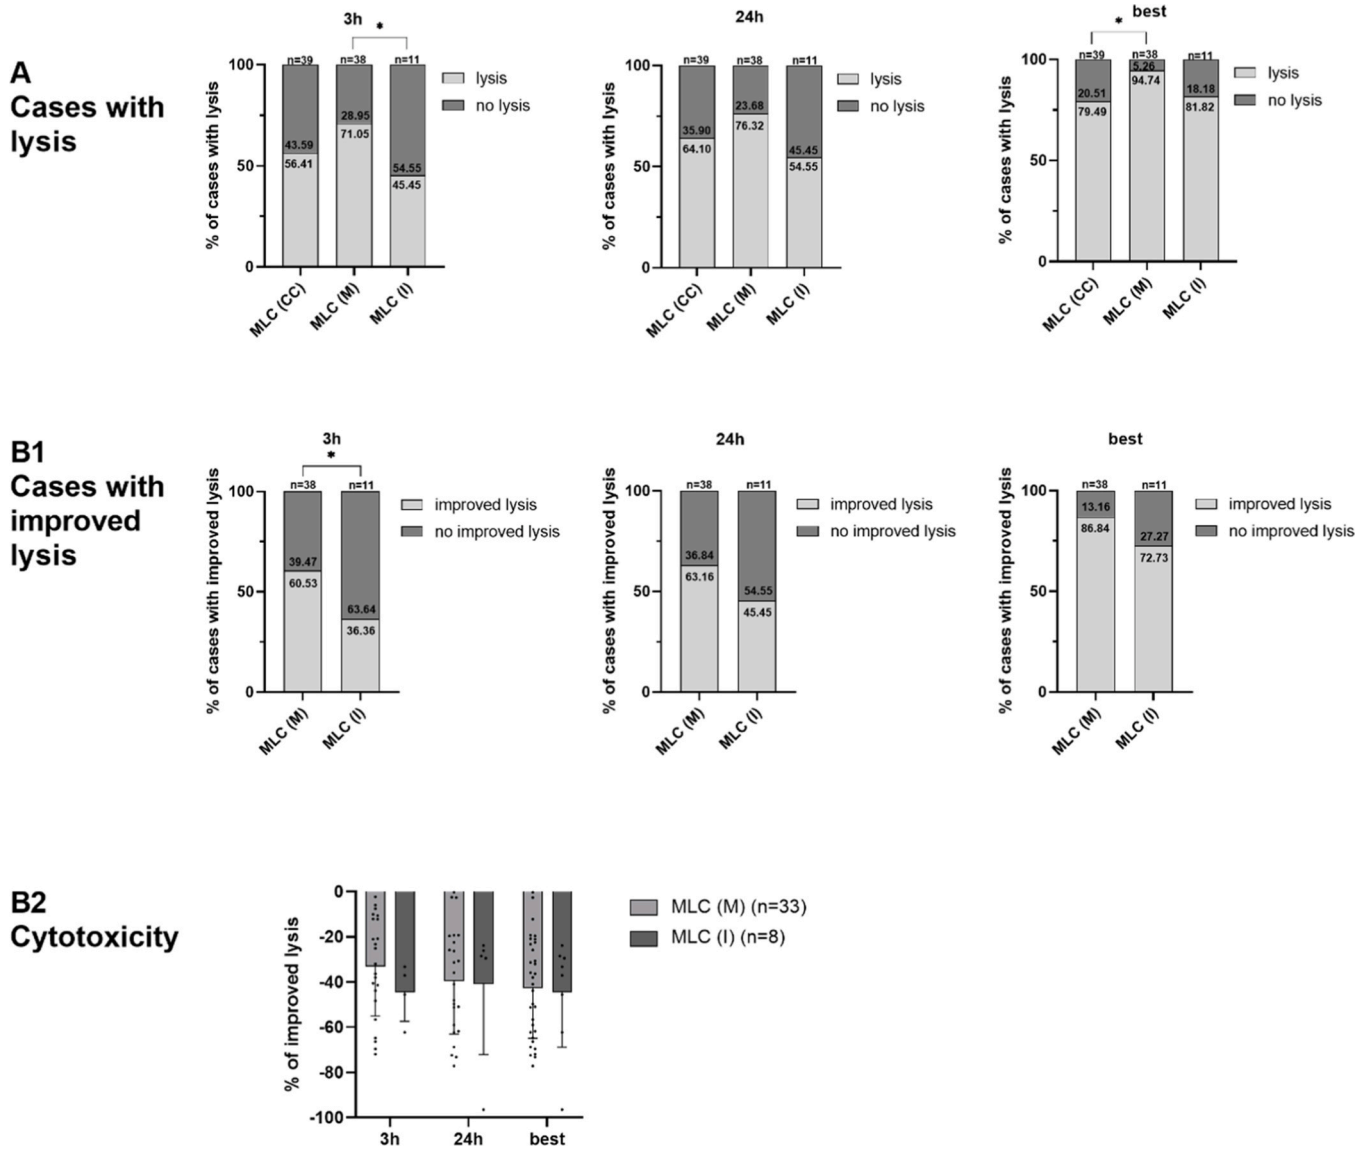 A
Cases with
lysis
3h
*
n=39 n=38 n=11
100
50
0
% of cases with lysis
43.59
56.41
28.95
71.05
54.55
45.45
MLC (CC)
MLC (M)
MLC (I)
lysis
no lysis
24h
n=39 n=38 n=11
100
50
0
% of cases with lysis
35.90
64.10
23.68
76.32
45.45
54.55
MLC (CC)
MLC (M)
MLC (I)
lysis
no lysis
best
*
n=39 n=38 n=11
100
50
0
% of cases with lysis
20.51
79.49
5.26
94.74
18.18
81.82
MLC (CC)
MLC (M)
MLC (I)
lysis
no lysis
B1
Cases with
improved
lysis
3h
*
n=38 n=11
100
50
0
% of cases with improved lysis
39.47
60.53
63.64
36.36
MLC (M)
MLC (I)
improved lysis
no improved lysis
24h
n=38 n=11
100
50
0
% of cases with improved lysis
36.84
63.16
54.55
45.45
MLC (M)
MLC (I)
improved lysis
no improved lysis
best
n=38 n=11
100
50
0
% of cases with improved lysis
13.16
86.84
27.27
72.73
MLC (M)
MLC (I)
improved lysis
no improved lysis
B2
Cytotoxicity
0
-20
-40
-60
-80
-100
% of improved lysis
3h 24h best
MLC (M) (n=33)
MLC (I) (n=8)